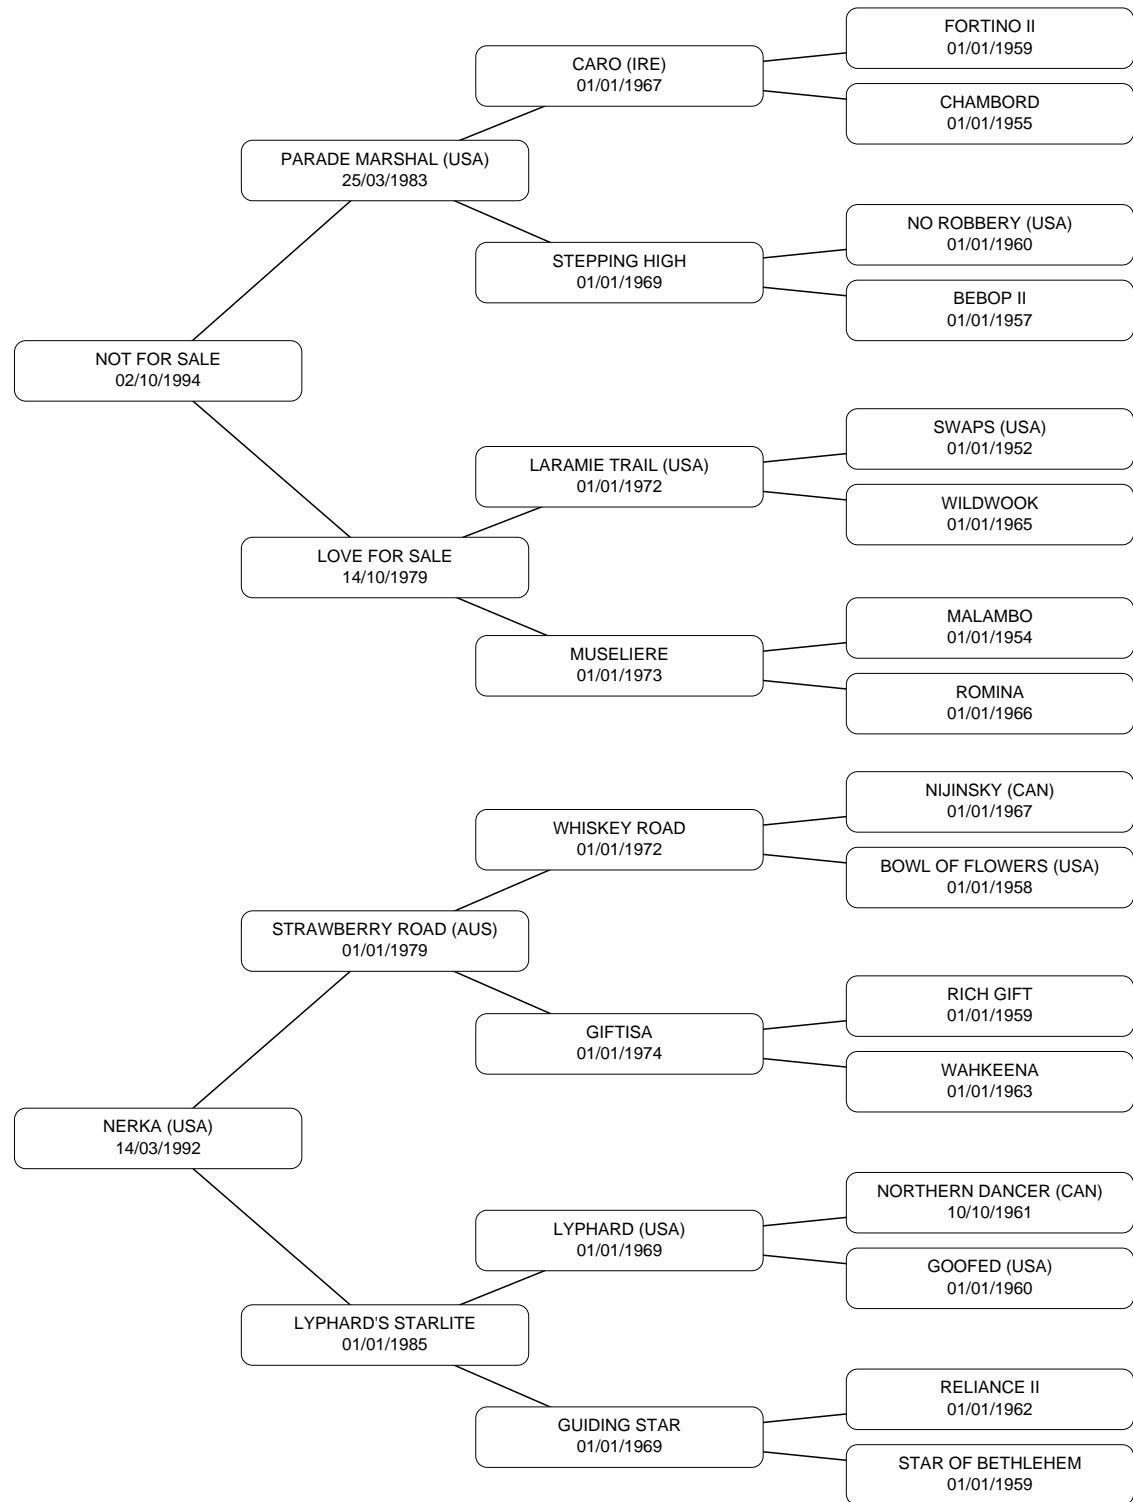 FORTINO II
01/01/1959
CARO (IRE)
01/01/1967
CHAMBORD
01/01/1955
PARADE MARSHAL (USA)
25/03/1983
NO ROBBERY (USA)
01/01/1960
STEPPING HIGH
01/01/1969
BEBOP II
01/01/1957
NOT FOR SALE
02/10/1994
SWAPS (USA)
01/01/1952
LARAMIE TRAIL (USA)
01/01/1972
WILDWOOK
01/01/1965
LOVE FOR SALE
14/10/1979
MALAMBO
01/01/1954
MUSELIERE
01/01/1973
ROMINA
01/01/1966
NIJINSKY (CAN)
01/01/1967
WHISKEY ROAD
01/01/1972
BOWL OF FLOWERS (USA)
01/01/1958
STRAWBERRY ROAD (AUS)
01/01/1979
RICH GIFT
01/01/1959
GIFTISA
01/01/1974
WAHKEENA
01/01/1963
NERKA (USA)
14/03/1992
NORTHERN DANCER (CAN)
10/10/1961
LYPHARD (USA)
01/01/1969
GOOFED (USA)
01/01/1960
LYPHARD'S STARLITE
01/01/1985
RELIANCE II
01/01/1962
GUIDING STAR
01/01/1969
STAR OF BETHLEHEM
01/01/1959